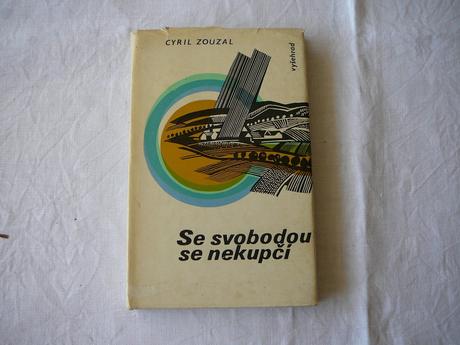 CYRIL ZOUZAL
vyšehrad
Se svobodou
se nekupčí